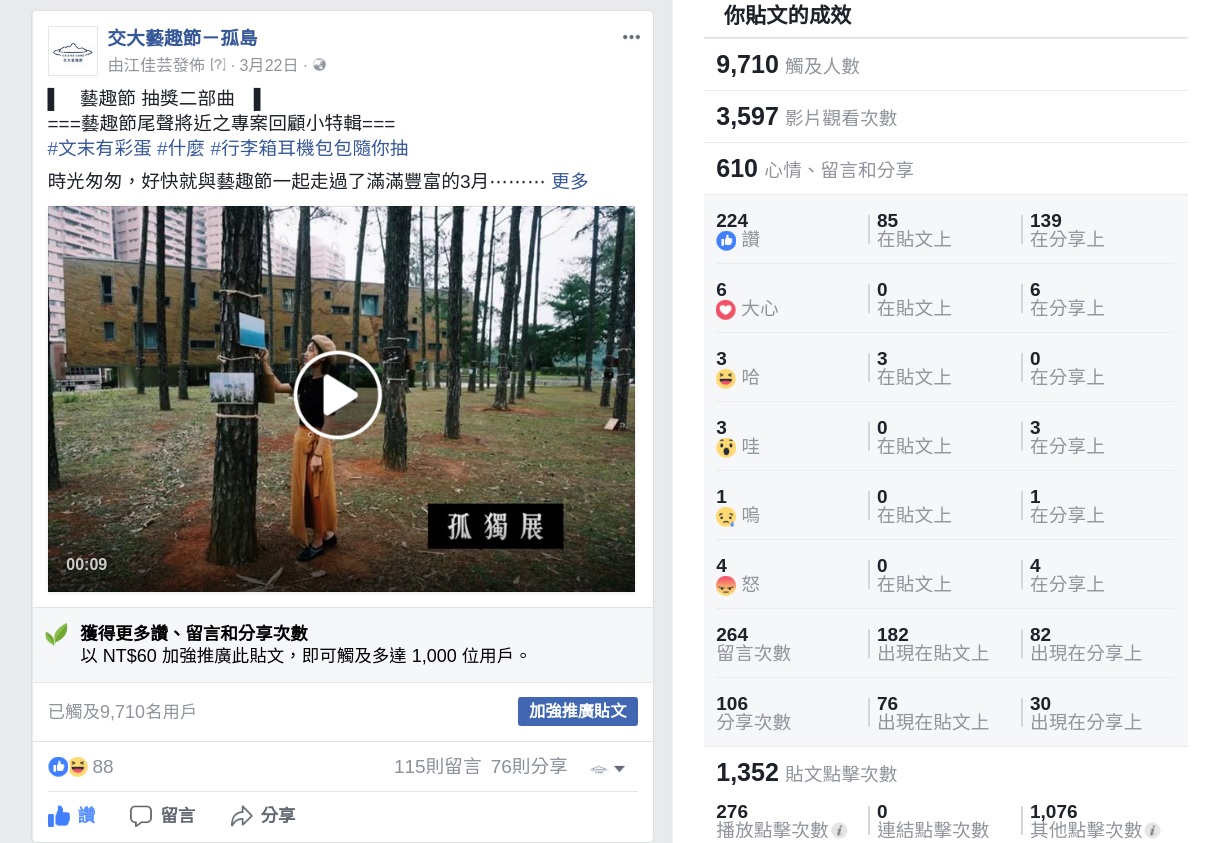 交大藝趣節－孤島
由江佳芸發佈 [?] · 3月22日 ·
▌ 藝趣節 抽獎二部曲 ▐
===藝趣節尾聲將近之專案回顧小特輯===
#文末有彩蛋 #什麼 #行李箱耳機包包隨你抽
時光匆匆，好快就與藝趣節一起走過了滿滿豐富的3月⋯⋯⋯ 更多
孤獨展
00:09
獲得更多讚、留言和分享次數
以 NT$60 加強推廣此貼文，即可觸及多達 1,000 位用戶。
已觸及9,710名用戶
加強推廣貼文
88
115則留言 76則分享
讚 留言 分享
你貼文的成效
9,710 觸及人數
3,597 影片觀看次數
610 心情、留言和分享
224 85 139
讚 在貼文上 在分享上
6 0 6
大心 在貼文上 在分享上
3 3 0
哈 在貼文上 在分享上
3 0 3
哇 在貼文上 在分享上
1 0 1
嗚 在貼文上 在分享上
4 0 4
怒 在貼文上 在分享上
264 182 82
留言次數 出現在貼文上 出現在分享上
106 76 30
分享次數 出現在貼文上 出現在分享上
1,352 貼文點擊次數
276 0 1,076
播放點擊次數 連結點擊次數 其他點擊次數